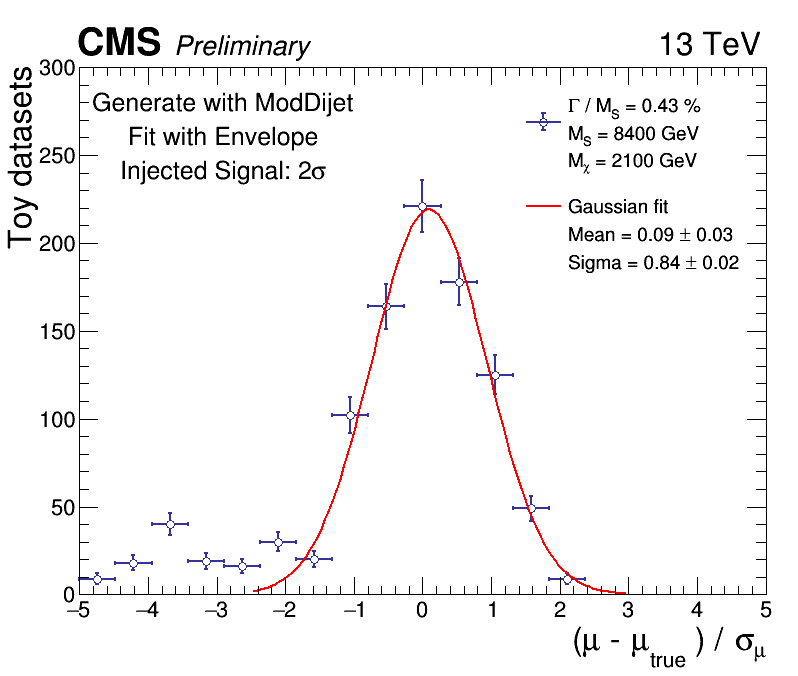 CMS Preliminary 13 TeV
Toy datasets
300
250
200
150
100
50
0
Generate with ModDijet
Fit with Envelope
Injected Signal: 2σ
Γ / M_S = 0.43 %
M_S = 8400 GeV
M_χ = 2100 GeV
Gaussian fit
Mean = 0.09 ± 0.03
Sigma = 0.84 ± 0.02
−5 −4 −3 −2 −1 0 1 2 3 4 5
(μ - μ_true ) / σ_μ